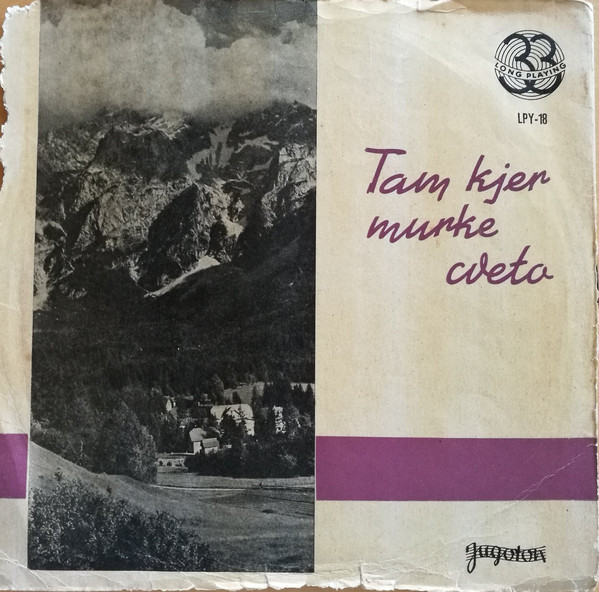 33
LONG PLAYING
LPY-18
Tam kjer
murke
cveto
Jugoton